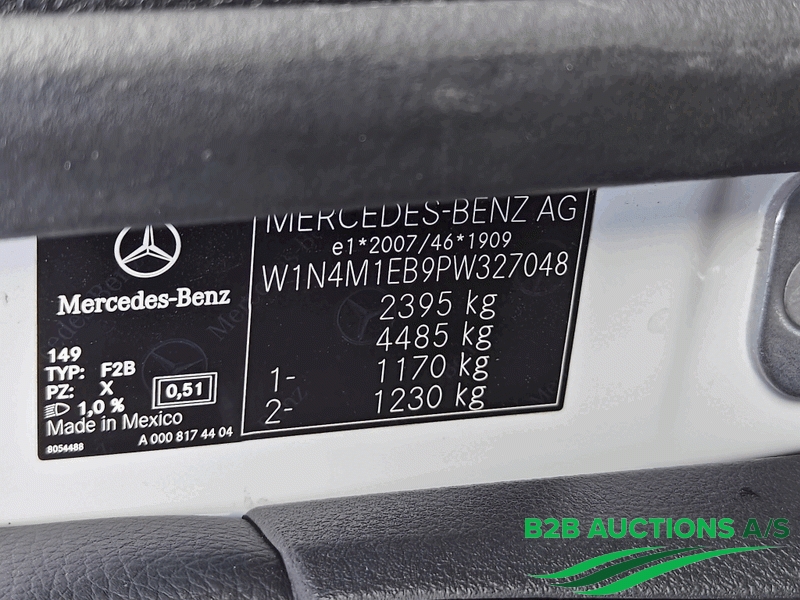 MERCEDES-BENZ AG
e1*2007/46*1909
W1N4M1EB9PW327048
2395 kg
4485 kg
1- 1170 kg
2- 1230 kg
Mercedes-Benz
149
TYP: F2B
PZ: X
0,51
1,0 %
Made in Mexico
8054488
A 000 817 44 04
B2B AUCTIONS A/S